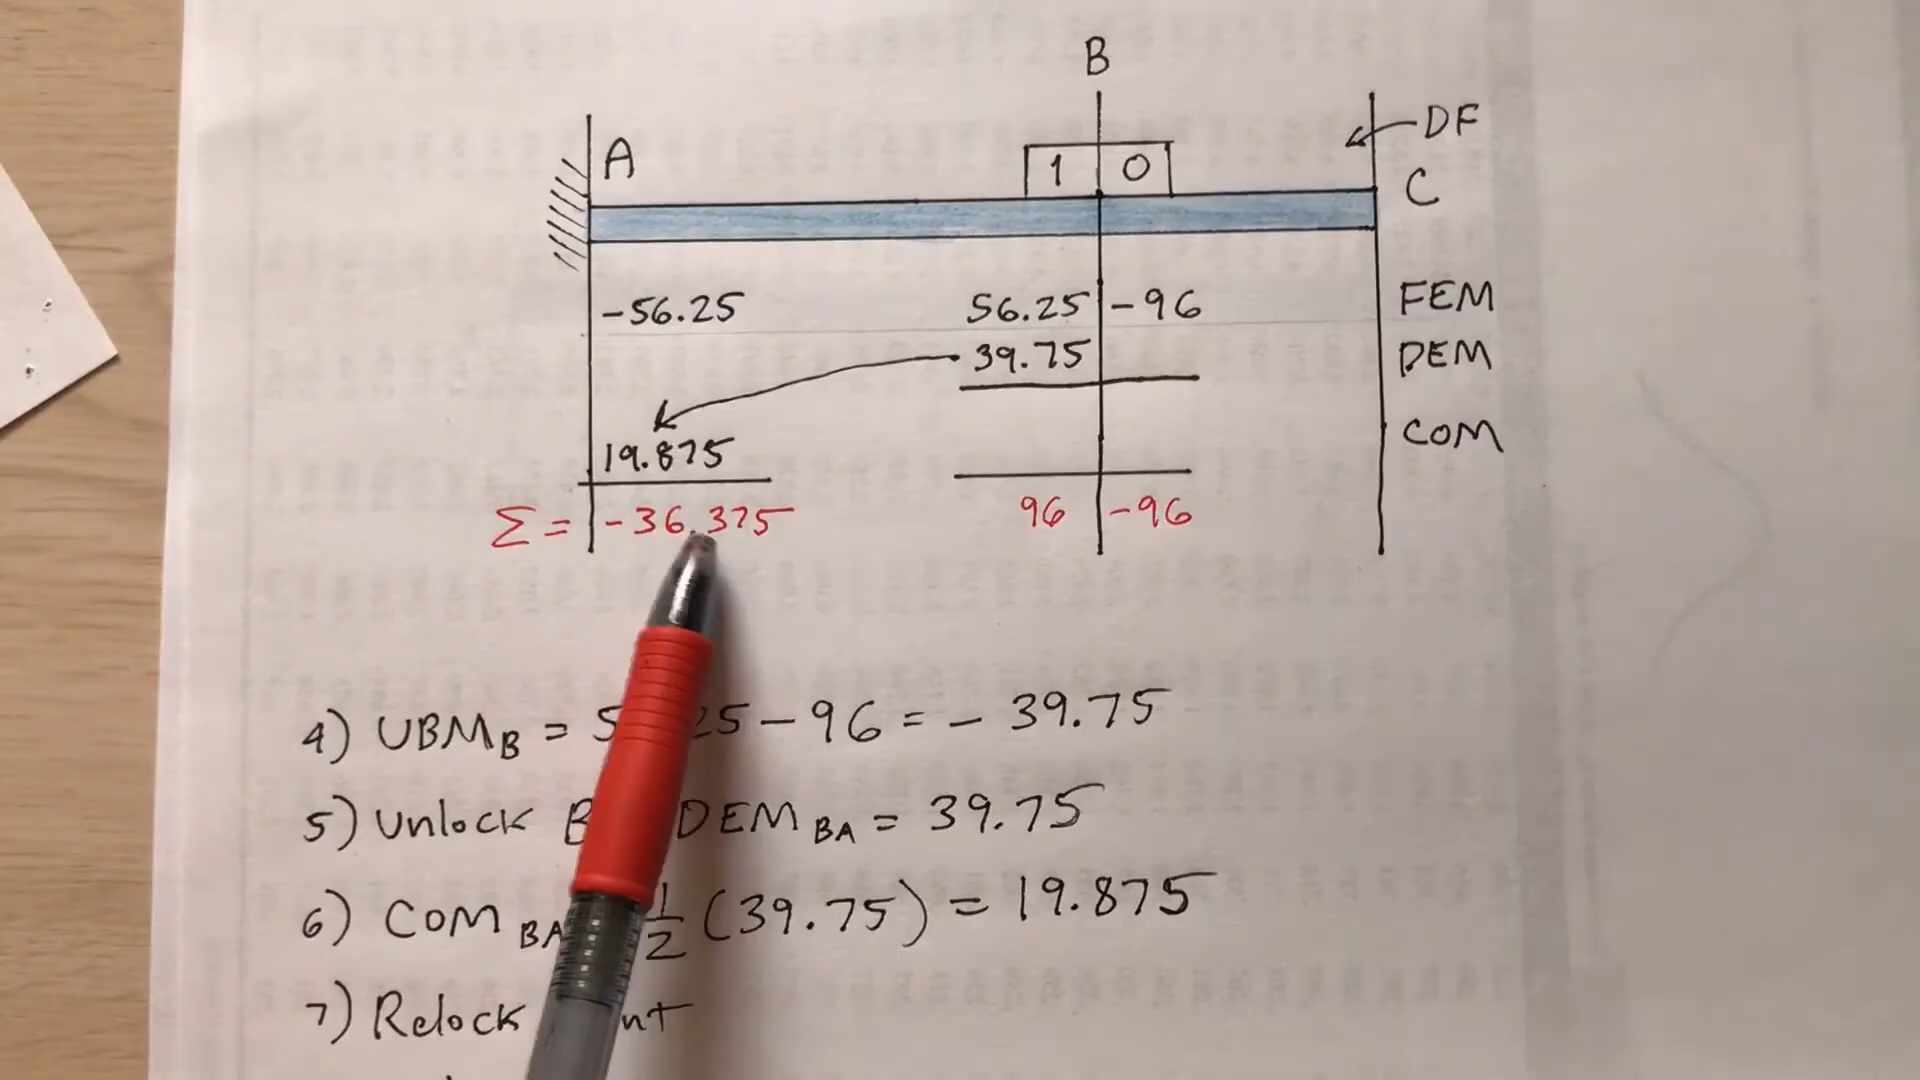 B
DF
A
1 0
C
-56.25 56.25 -96 FEM
39.75 DEM
19.875 COM
Σ = -36.375 96 -96
4) UBM_B = 5 25 - 96 = - 39.75
5) Unlock B DEM_BA = 39.75
6) COM_BA 1/2 (39.75) = 19.875
7) Relock nt